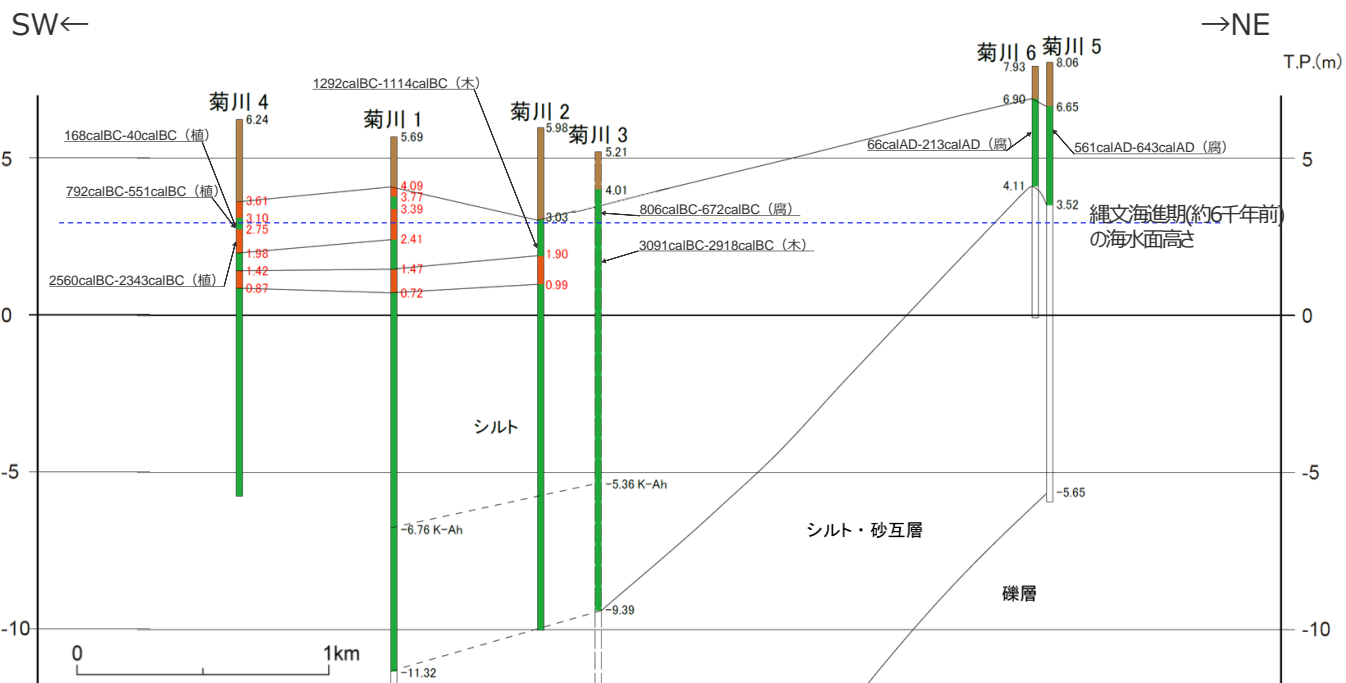 SW←
→NE
T.P.(m)
菊川 4
6.24
168calBC-40calBC（植）
792calBC-551calBC（植）
2560calBC-2343calBC（植）
3.61
3.10
2.75
1.98
1.42
0.87
菊川 1
5.69
4.09
3.77
3.39
2.41
1.47
0.72
-6.76 K-Ah
-11.32
1292calBC-1114calBC（木）
菊川 2
5.98
3.03
1.90
0.99
菊川 3
5.21
4.01
806calBC-672calBC（腐）
3091calBC-2918calBC（木）
-5.36 K-Ah
-9.39
菊川 6
7.93
6.90
66calAD-213calAD（腐）
4.11
菊川 5
8.06
6.65
561calAD-643calAD（腐）
3.52
-5.65
縄文海進期(約6千年前)
の海水面高さ
シルト
シルト・砂互層
礫層
5
0
-5
-10
5
0
-5
-10
0
1km